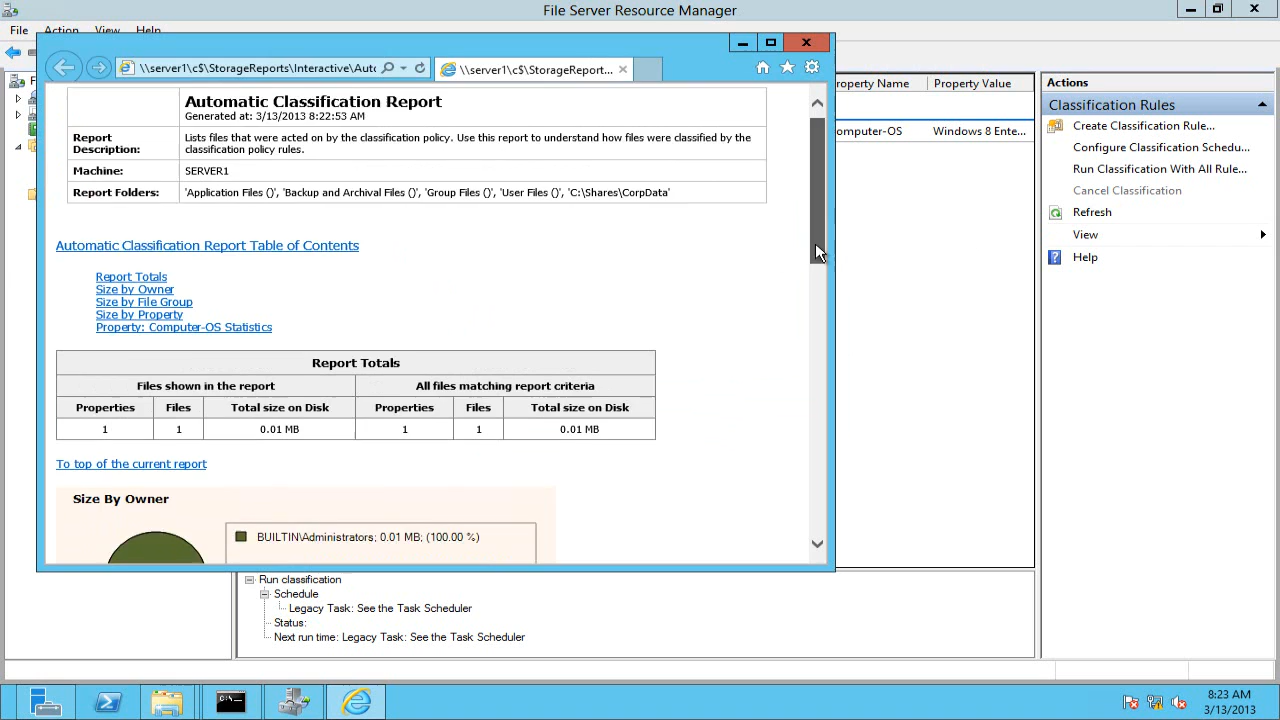 File Server Resource Manager
File Action View Help
\\server1\c$\StorageReports\Interactive\Auto
\\server1\c$\StorageReport...
Automatic Classification Report
Generated at: 3/13/2013 8:22:53 AM
Report Description:
Lists files that were acted on by the classification policy. Use this report to understand how files were classified by the classification policy rules.
Machine:
SERVER1
Report Folders:
'Application Files ()', 'Backup and Archival Files ()', 'Group Files ()', 'User Files ()', 'C:\Shares\CorpData'
Automatic Classification Report Table of Contents
Report Totals
Size by Owner
Size by File Group
Size by Property
Property: Computer-OS Statistics
Report Totals
Files shown in the report All files matching report criteria
Properties Files Total size on Disk Properties Files Total size on Disk
1 1 0.01 MB 1 1 0.01 MB
To top of the current report
Size By Owner
BUILTIN\Administrators; 0.01 MB; (100.00 %)
roperty Name Property Value
omputer-OS Windows 8 Ente...
Actions
Classification Rules
Create Classification Rule...
Configure Classification Schedu...
Run Classification With All Rule...
Cancel Classification
Refresh
View
Help
Run classification
Schedule
Legacy Task: See the Task Scheduler
Status:
Next run time: Legacy Task: See the Task Scheduler
8:23 AM
3/13/2013